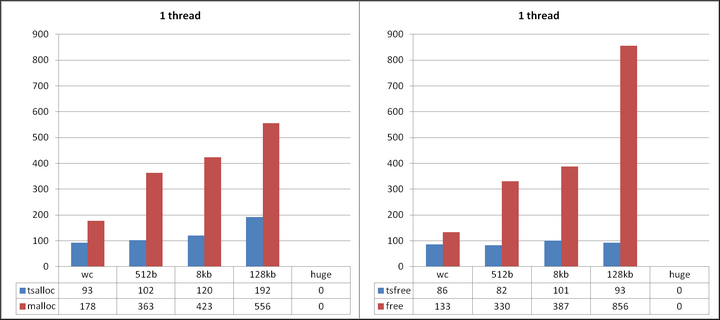 1 thread
900
800
700
600
500
400
300
200
100
0
wc 512b 8kb 128kb huge
tsalloc 93 102 120 192 0
malloc 178 363 423 556 0
1 thread
900
800
700
600
500
400
300
200
100
0
wc 512b 8kb 128kb huge
tsfree 86 82 101 93 0
free 133 330 387 856 0